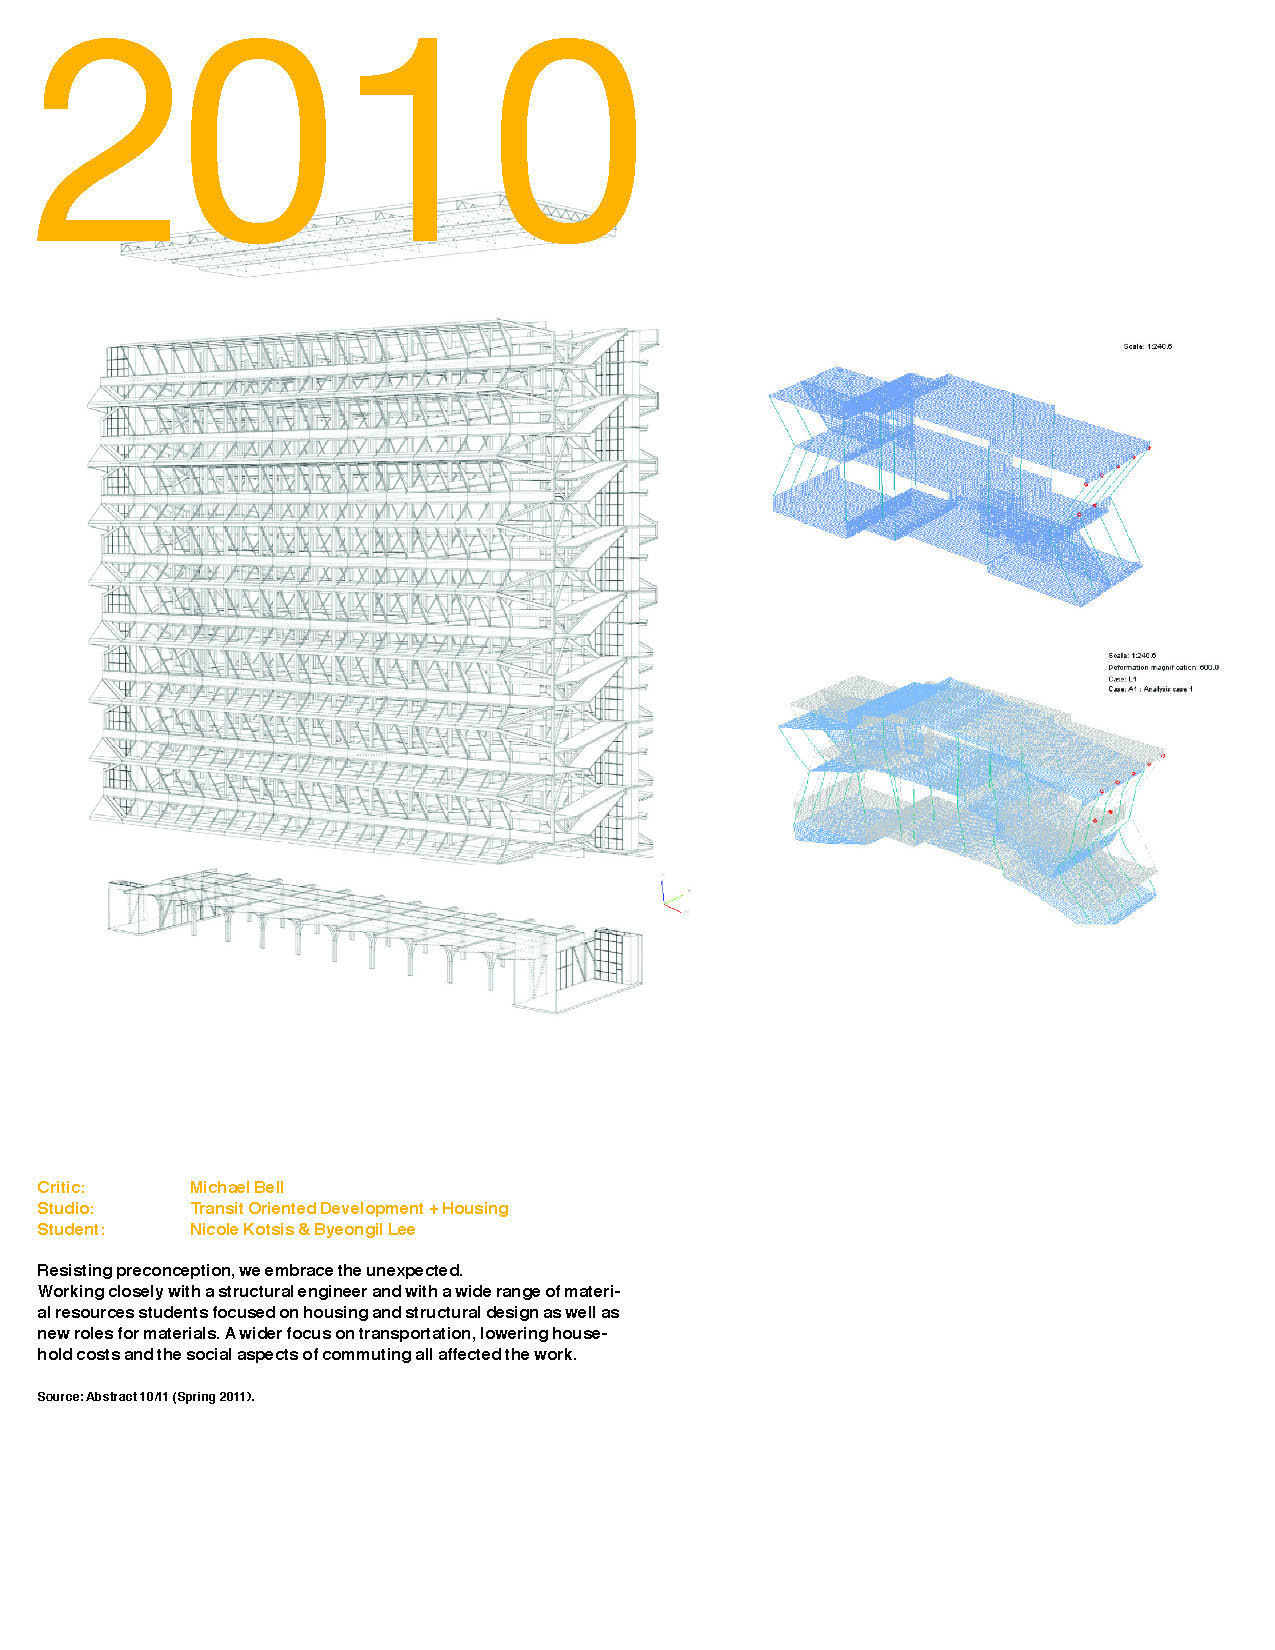 2010
Scale: 1:240.6
Scale: 1:240.6
Deformation magnification: 600.0
Case: L1
Case: A1 : Analysis case 1
Critic: Michael Bell
Studio: Transit Oriented Development + Housing
Student: Nicole Kotsis & Byeongil Lee
Resisting preconception, we embrace the unexpected.
Working closely with a structural engineer and with a wide range of materi-
al resources students focused on housing and structural design as well as
new roles for materials. A wider focus on transportation, lowering house-
hold costs and the social aspects of commuting all affected the work.
Source: Abstract 10/11 (Spring 2011).